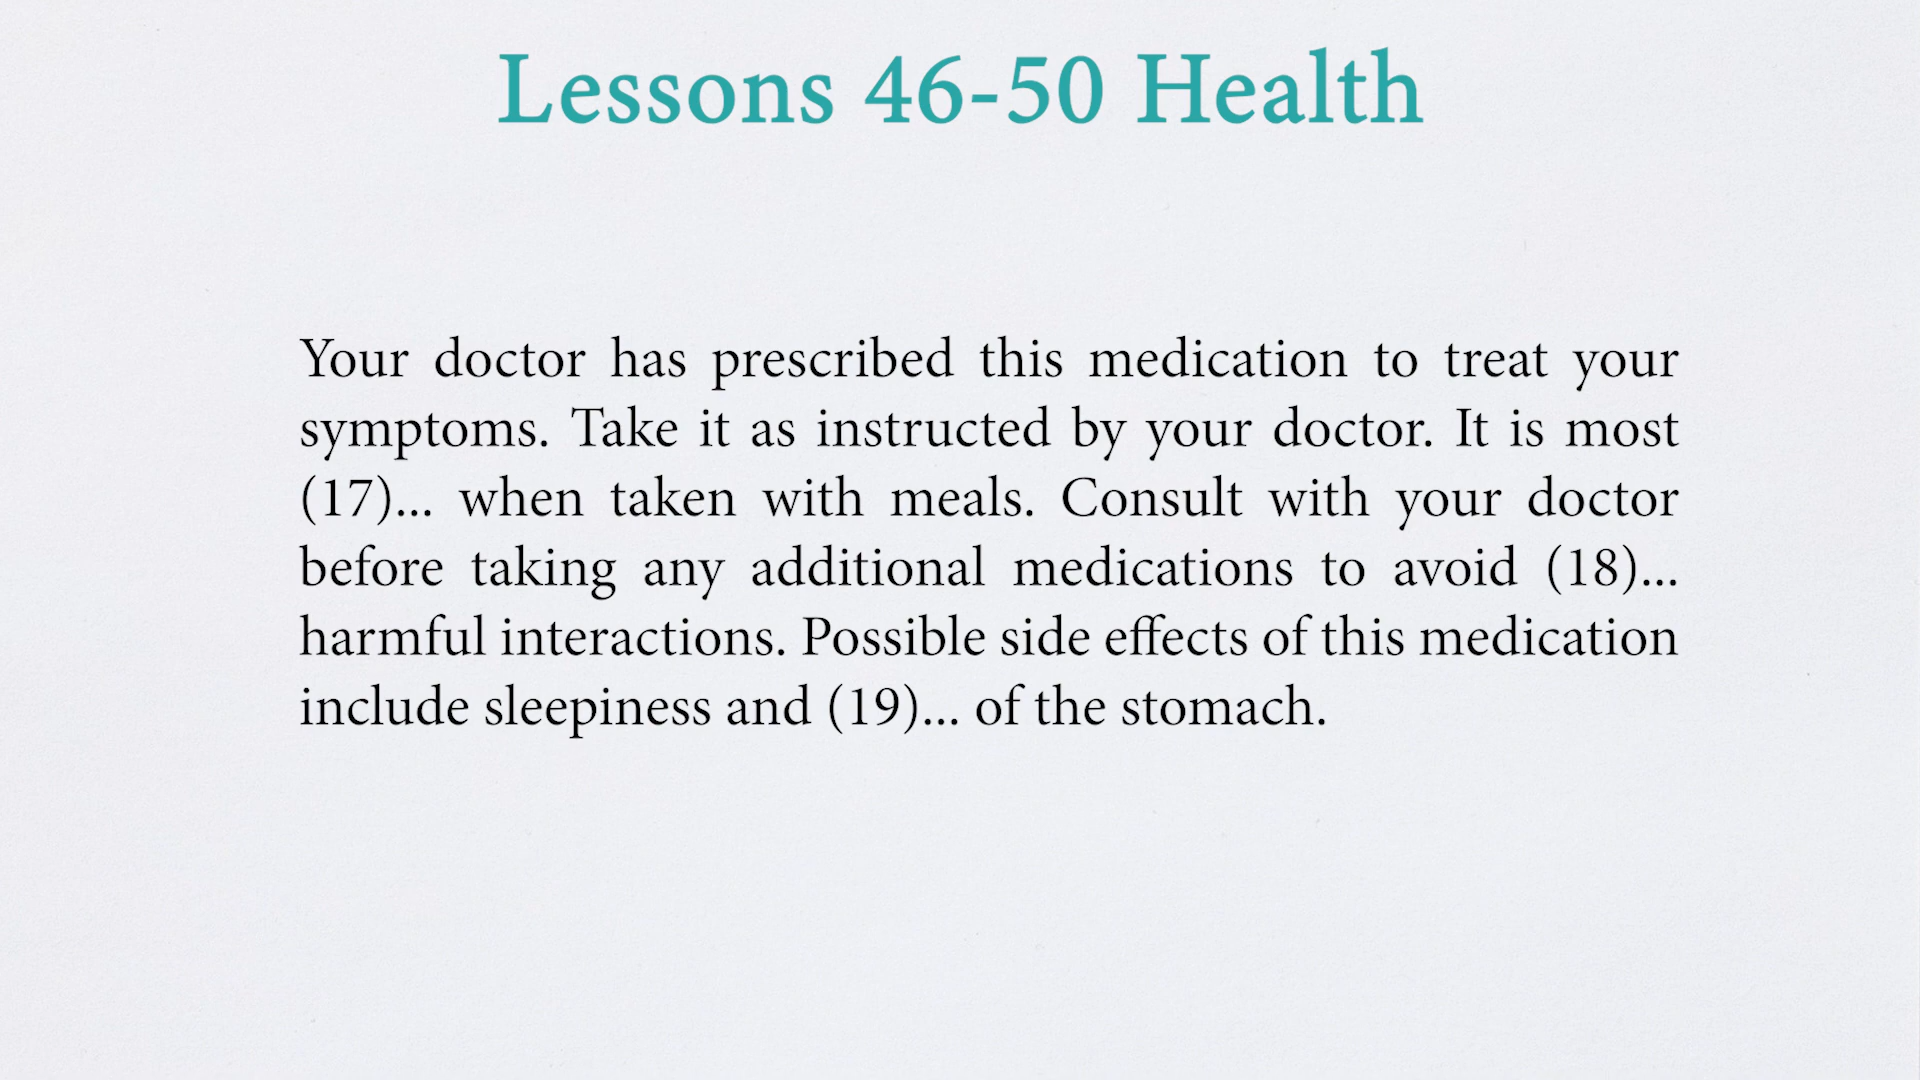 Lessons 46-50 Health
Your doctor has prescribed this medication to treat your
symptoms. Take it as instructed by your doctor. It is most
(17)... when taken with meals. Consult with your doctor
before taking any additional medications to avoid (18)...
harmful interactions. Possible side effects of this medication
include sleepiness and (19)... of the stomach.